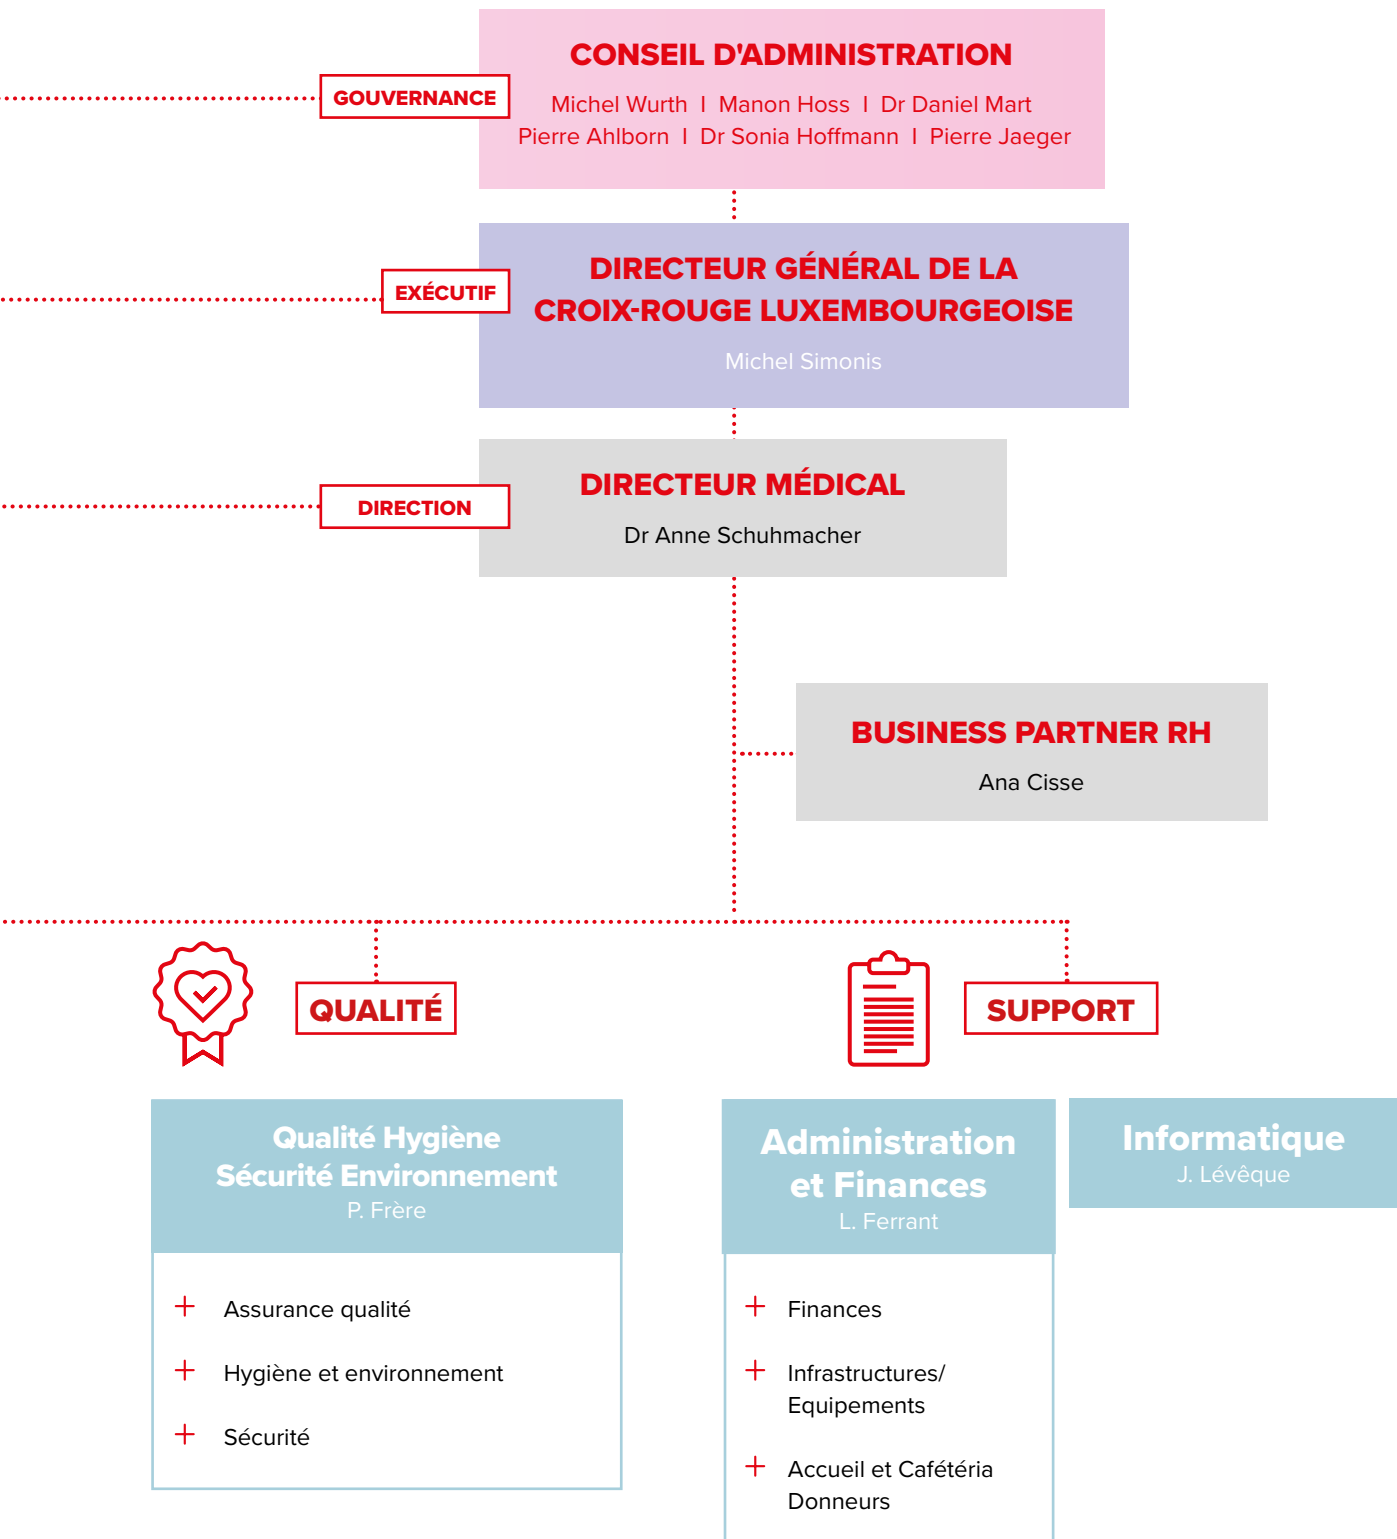 CONSEIL D'ADMINISTRATION
GOUVERNANCE
Michel Wurth I Manon Hoss I Dr Daniel Mart
Pierre Ahlborn I Dr Sonia Hoffmann I Pierre Jaeger
DIRECTEUR GÉNÉRAL DE LA
CROIX-ROUGE LUXEMBOURGEOISE
EXÉCUTIF
Michel Simonis
DIRECTEUR MÉDICAL
DIRECTION
Dr Anne Schuhmacher
BUSINESS PARTNER RH
Ana Cisse
QUALITÉ
SUPPORT
Qualité Hygiène
Sécurité Environnement
P. Frère
+ Assurance qualité
+ Hygiène et environnement
+ Sécurité
Administration
et Finances
L. Ferrant
+ Finances
+ Infrastructures/
Equipements
+ Accueil et Cafétéria
Donneurs
Informatique
J. Lévêque